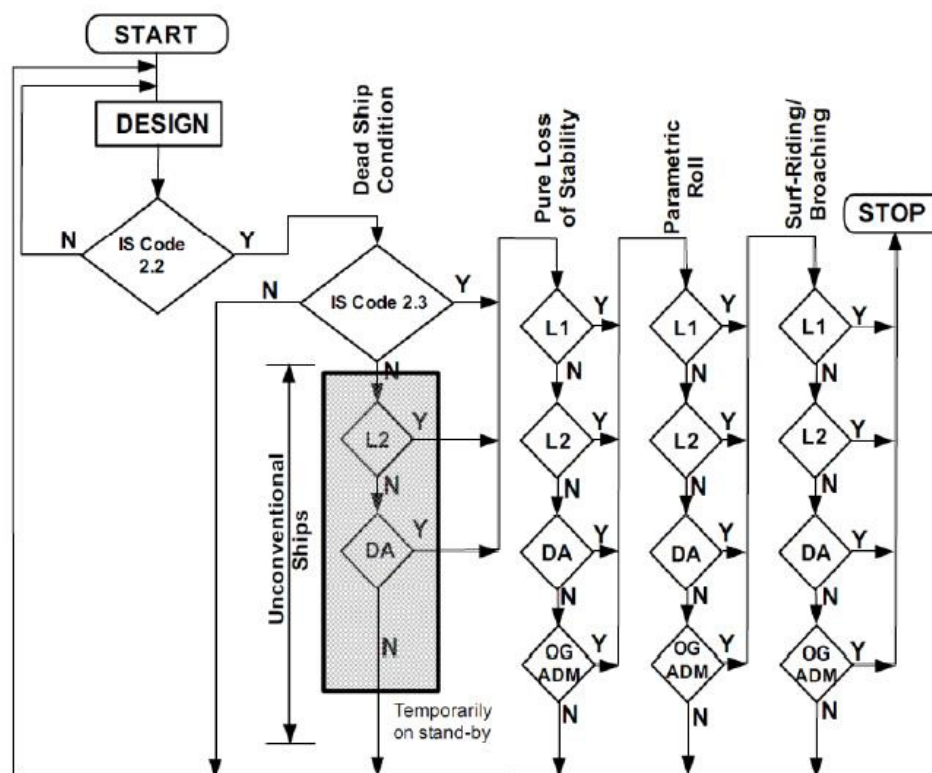 START
DESIGN
N
IS Code
2.2
Y
Dead Ship
Condition
N
IS Code 2.3
Y
N
Unconventional
Ships
L2
Y
N
DA
Y
N
Temporarily
on stand-by
Pure Loss
of Stability
L1
Y
N
L2
Y
N
DA
Y
N
OG
ADM
Y
N
Parametric
Roll
L1
Y
N
L2
Y
N
DA
Y
N
OG
ADM
Y
N
Surf-Riding/
Broaching
L1
Y
N
L2
Y
N
DA
Y
N
OG
ADM
Y
N
STOP